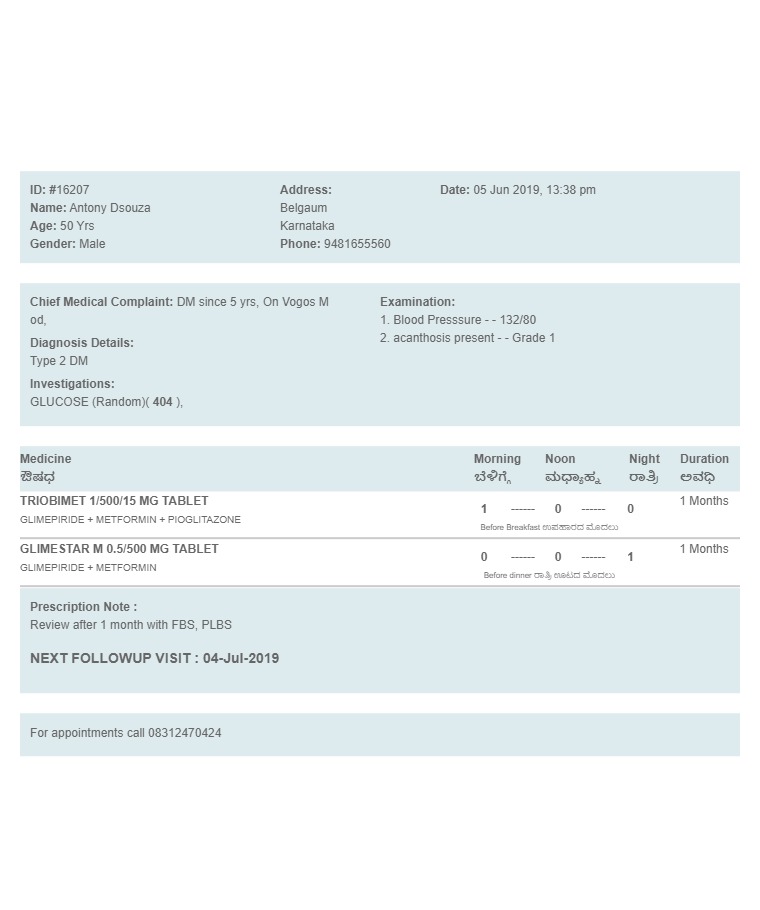 ID: #16207
Name: Antony Dsouza
Age: 50 Yrs
Gender: Male
Address:
Belgaum
Karnataka
Phone: 9481655560
Date: 05 Jun 2019, 13:38 pm
Chief Medical Complaint: DM since 5 yrs, On Vogos M
od,
Diagnosis Details:
Type 2 DM
Investigations:
GLUCOSE (Random)( 404 ),
Examination:
1. Blood Presssure - - 132/80
2. acanthosis present - - Grade 1
Medicine Morning Noon Night Duration
ಔಷಧ ಬೆಳಿಗ್ಗೆ ಮಧ್ಯಾಹ್ನ ರಾತ್ರಿ ಅವಧಿ
TRIOBIMET 1/500/15 MG TABLET 1 ------ 0 ------ 0 1 Months
GLIMEPIRIDE + METFORMIN + PIOGLITAZONE
Before Breakfast ಉಪಹಾರದ ಮೊದಲು
GLIMESTAR M 0.5/500 MG TABLET 0 ------ 0 ------ 1 1 Months
GLIMEPIRIDE + METFORMIN
Before dinner ರಾತ್ರಿ ಊಟದ ಮೊದಲು
Prescription Note :
Review after 1 month with FBS, PLBS
NEXT FOLLOWUP VISIT : 04-Jul-2019
For appointments call 08312470424